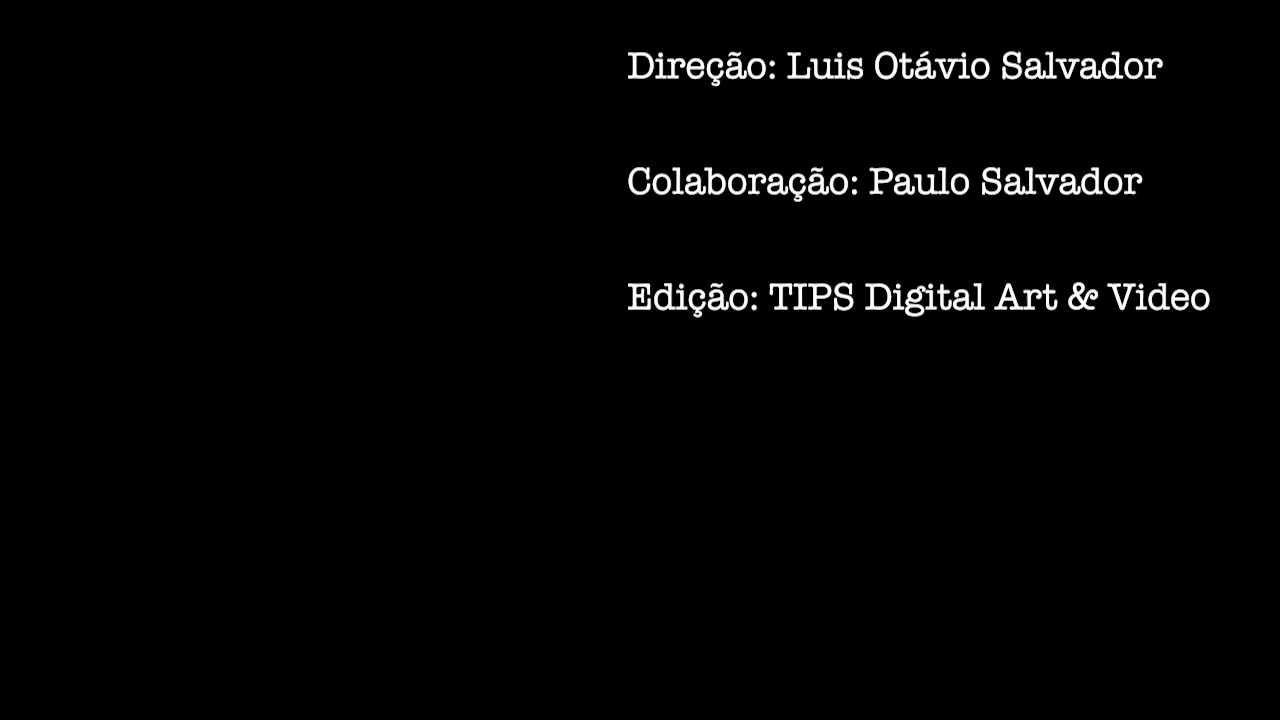 Direção: Luis Otávio Salvador
Colaboração: Paulo Salvador
Edição: TIPS Digital Art & Video